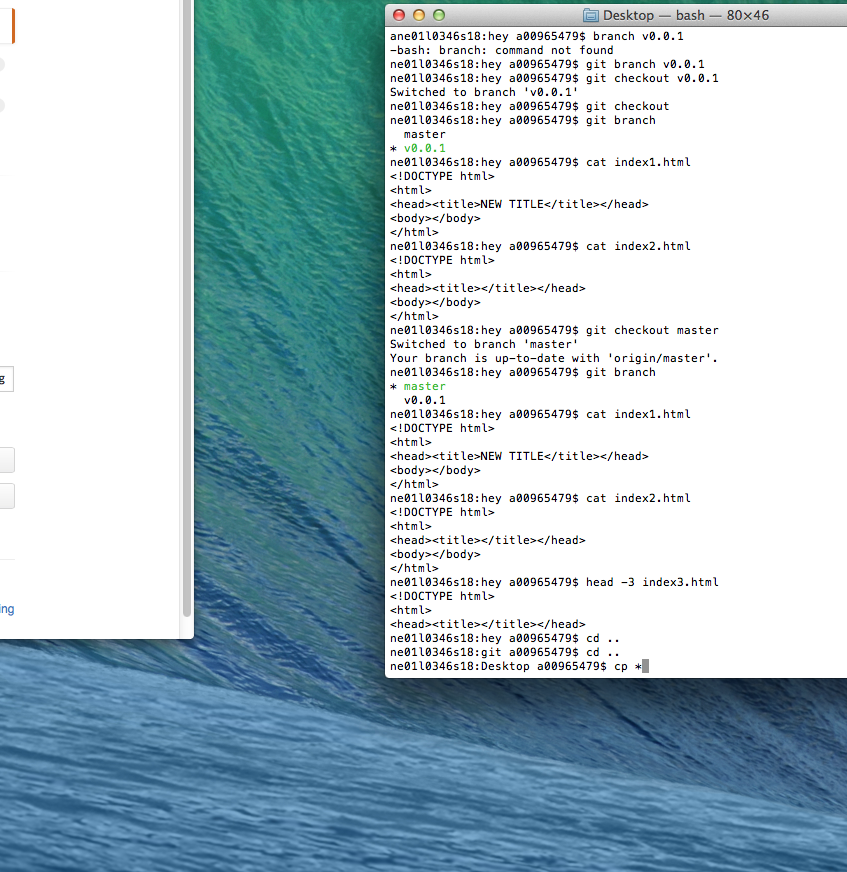 g
ing
Desktop — bash — 80×46
ane01l0346s18:hey a00965479$ branch v0.0.1
-bash: branch: command not found
ne01l0346s18:hey a00965479$ git branch v0.0.1
ne01l0346s18:hey a00965479$ git checkout v0.0.1
Switched to branch 'v0.0.1'
ne01l0346s18:hey a00965479$ git checkout
ne01l0346s18:hey a00965479$ git branch
  master
* v0.0.1
ne01l0346s18:hey a00965479$ cat index1.html
<!DOCTYPE html>
<html>
<head><title>NEW TITLE</title></head>
<body></body>
</html>
ne01l0346s18:hey a00965479$ cat index2.html
<!DOCTYPE html>
<html>
<head><title></title></head>
<body></body>
</html>
ne01l0346s18:hey a00965479$ git checkout master
Switched to branch 'master'
Your branch is up-to-date with 'origin/master'.
ne01l0346s18:hey a00965479$ git branch
* master
  v0.0.1
ne01l0346s18:hey a00965479$ cat index1.html
<!DOCTYPE html>
<html>
<head><title>NEW TITLE</title></head>
<body></body>
</html>
ne01l0346s18:hey a00965479$ cat index2.html
<!DOCTYPE html>
<html>
<head><title></title></head>
<body></body>
</html>
ne01l0346s18:hey a00965479$ head -3 index3.html
<!DOCTYPE html>
<html>
<head><title></title></head>
ne01l0346s18:hey a00965479$ cd ..
ne01l0346s18:git a00965479$ cd ..
ne01l0346s18:Desktop a00965479$ cp *